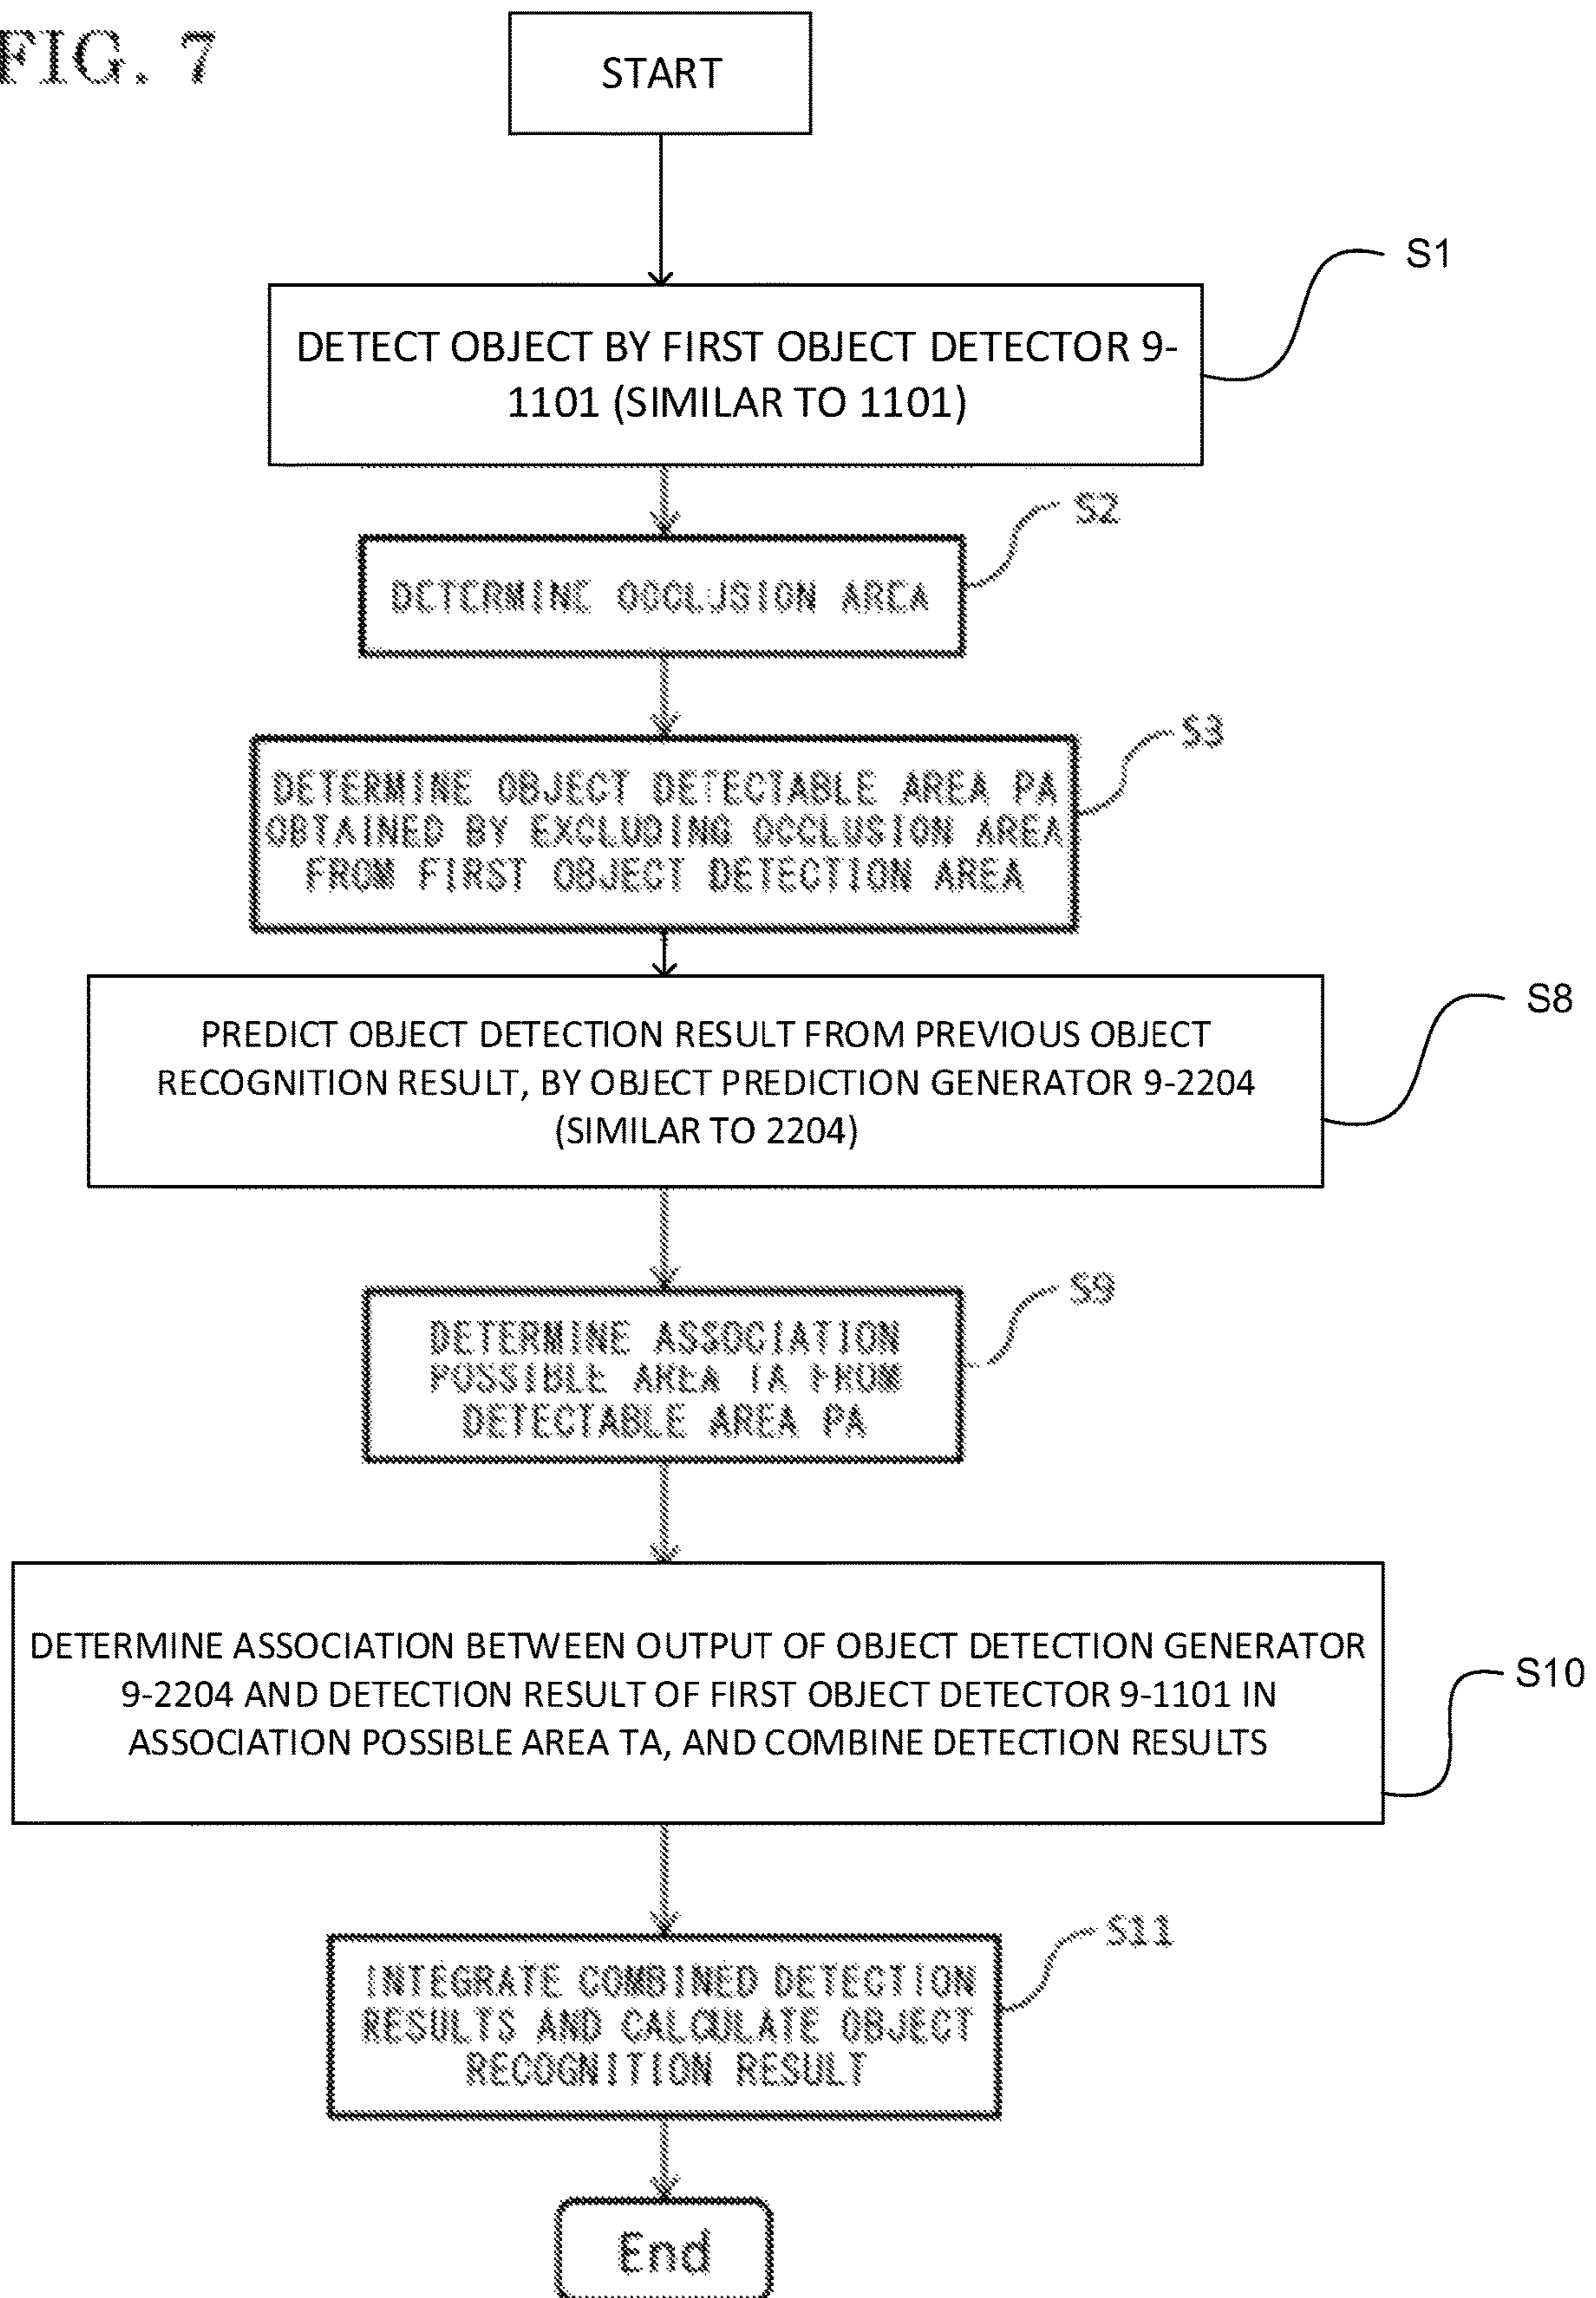 FIG. 7
START
S1
DETECT OBJECT BY FIRST OBJECT DETECTOR 9-
1101 (SIMILAR TO 1101)
S2
DETERMINE OCCLUSION AREA
S3
DETERMINE OBJECT DETECTABLE AREA PA
OBTAINED BY EXCLUDING OCCLUSION AREA
FROM FIRST OBJECT DETECTION AREA
S8
PREDICT OBJECT DETECTION RESULT FROM PREVIOUS OBJECT
RECOGNITION RESULT, BY OBJECT PREDICTION GENERATOR 9-2204
(SIMILAR TO 2204)
S9
DETERMINE ASSOCIATION
POSSIBLE AREA TA FROM
DETECTABLE AREA PA
DETERMINE ASSOCIATION BETWEEN OUTPUT OF OBJECT DETECTION GENERATOR
9-2204 AND DETECTION RESULT OF FIRST OBJECT DETECTOR 9-1101 IN
ASSOCIATION POSSIBLE AREA TA, AND COMBINE DETECTION RESULTS
S10
S11
INTEGRATE COMBINED DETECTION
RESULTS AND CALCULATE OBJECT
RECOGNITION RESULT
End